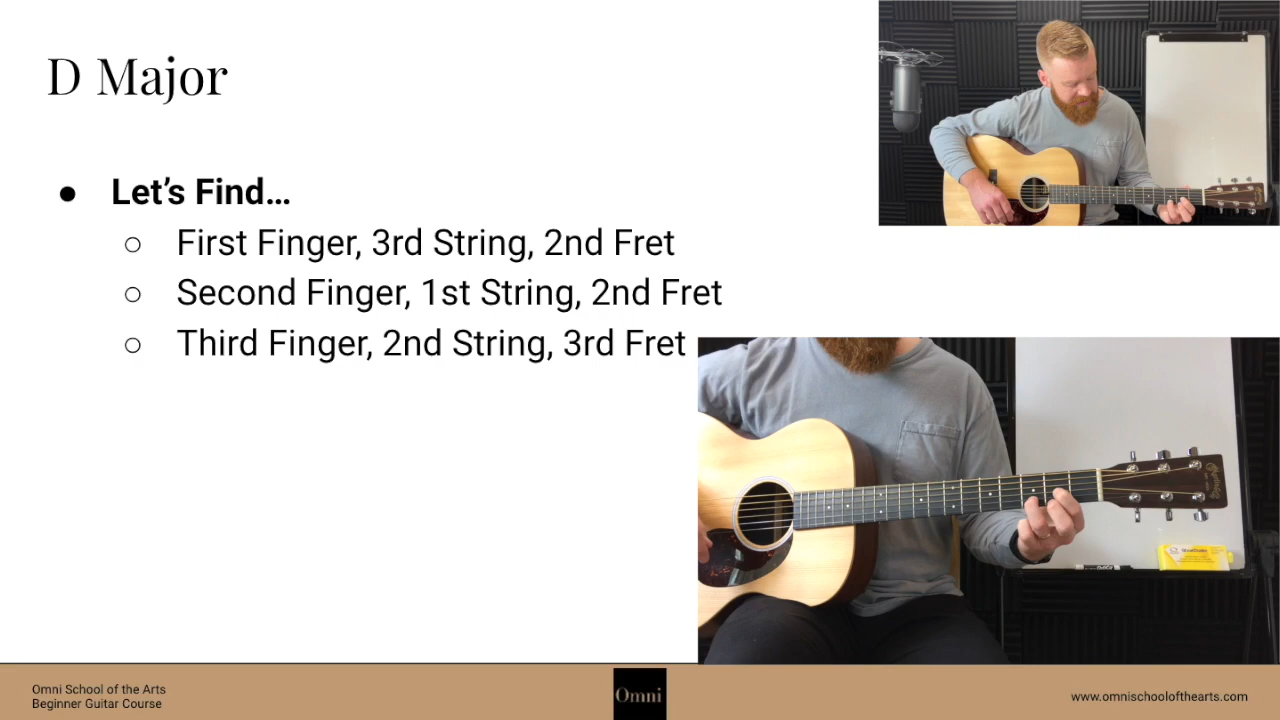 D Major
● Let’s Find...
○ First Finger, 3rd String, 2nd Fret
○ Second Finger, 1st String, 2nd Fret
○ Third Finger, 2nd String, 3rd Fret
Omni School of the Arts
Beginner Guitar Course
Omni
www.omnischoolofthearts.com